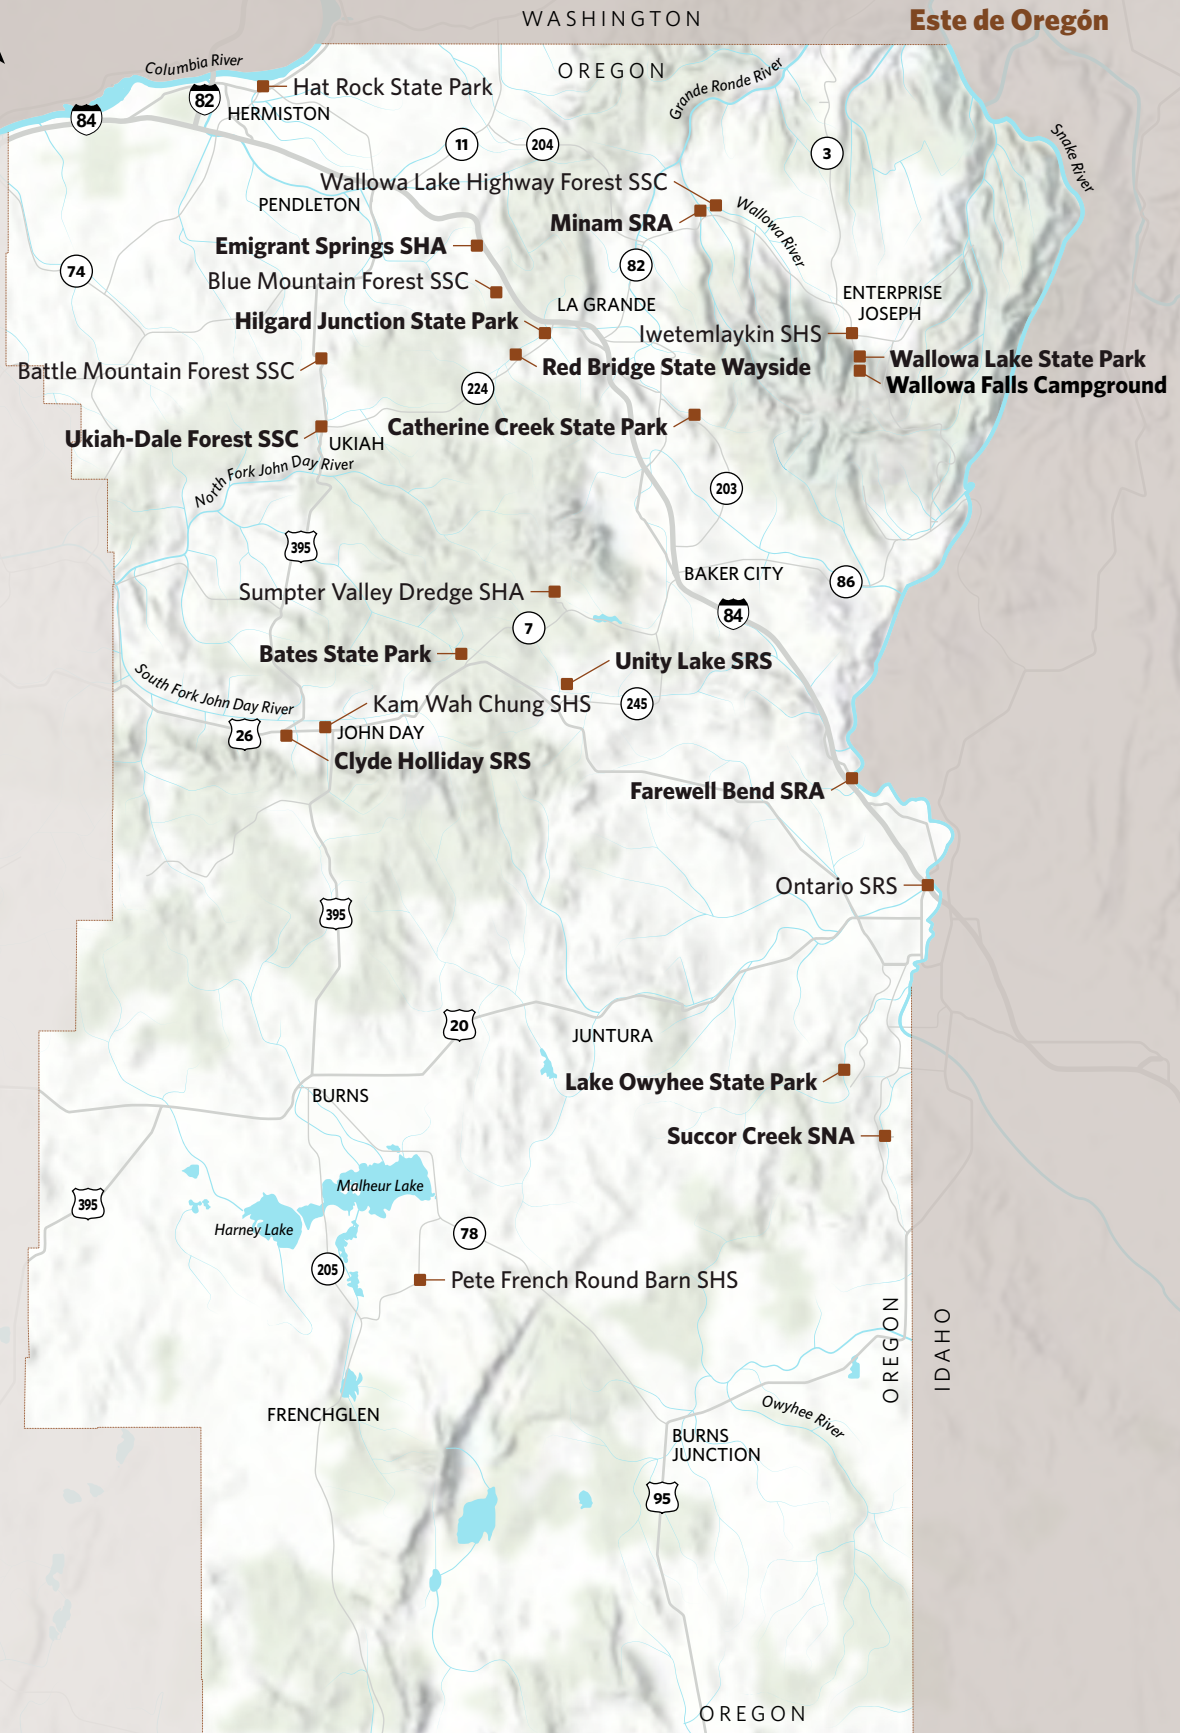 WASHINGTON
Este de Oregón
Columbia River
OREGON
Grande Ronde River
Hat Rock State Park
82
84
HERMISTON
11
204
3
Snake River
Wallowa Lake Highway Forest SSC
PENDLETON
Minam SRA
Wallowa River
Emigrant Springs SHA
74
82
Blue Mountain Forest SSC
ENTERPRISE
LA GRANDE
JOSEPH
Hilgard Junction State Park
Iwetemlaykin SHS
Wallowa Lake State Park
Battle Mountain Forest SSC
Red Bridge State Wayside
Wallowa Falls Campground
224
Catherine Creek State Park
Ukiah-Dale Forest SSC
UKIAH
North Fork John Day River
203
395
BAKER CITY
86
Sumpter Valley Dredge SHA
84
7
Bates State Park
Unity Lake SRS
South Fork John Day River
Kam Wah Chung SHS
245
26
JOHN DAY
Clyde Holliday SRS
Farewell Bend SRA
Ontario SRS
395
20
JUNTURA
Lake Owyhee State Park
BURNS
Succor Creek SNA
Malheur Lake
395
Harney Lake
78
205
Pete French Round Barn SHS
OREGON
IDAHO
FRENCHGLEN
Owyhee River
BURNS
JUNCTION
95
OREGON